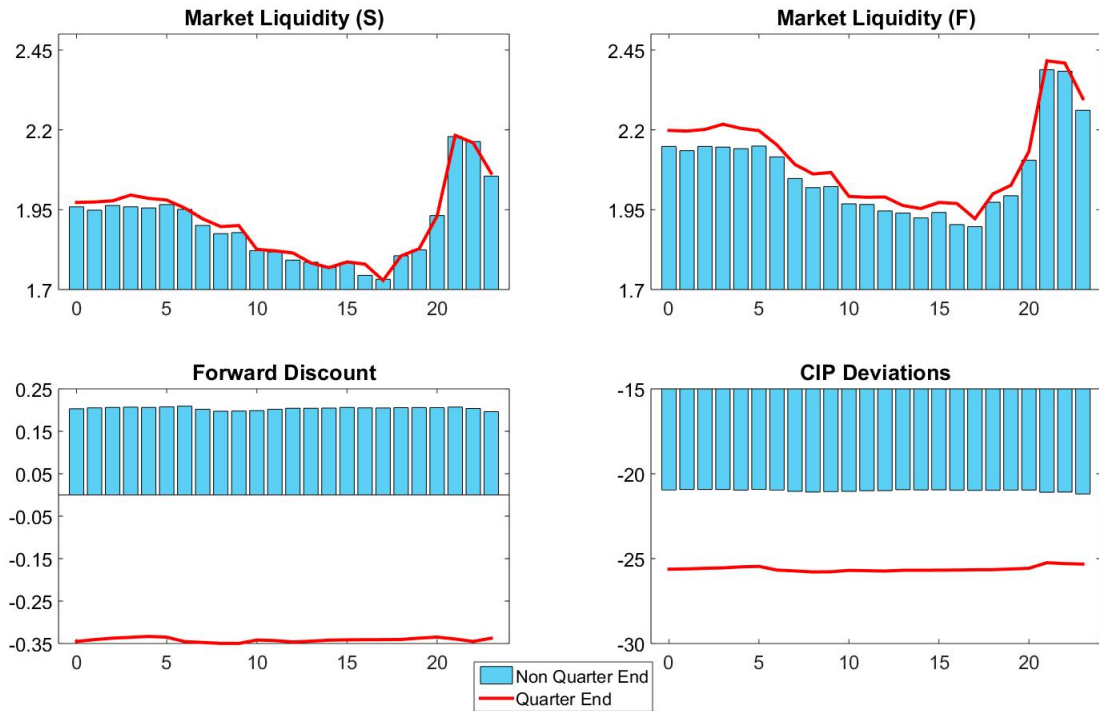 Market Liquidity (S)
2.45
2.2
1.95
1.7
0 5 10 15 20
Market Liquidity (F)
2.45
2.2
1.95
1.7
0 5 10 15 20
Forward Discount
0.25
0.15
0.05
-0.05
-0.15
-0.25
-0.35
0 5 10 15 20
CIP Deviations
-15
-20
-25
-30
0 5 10 15 20
Non Quarter End
Quarter End